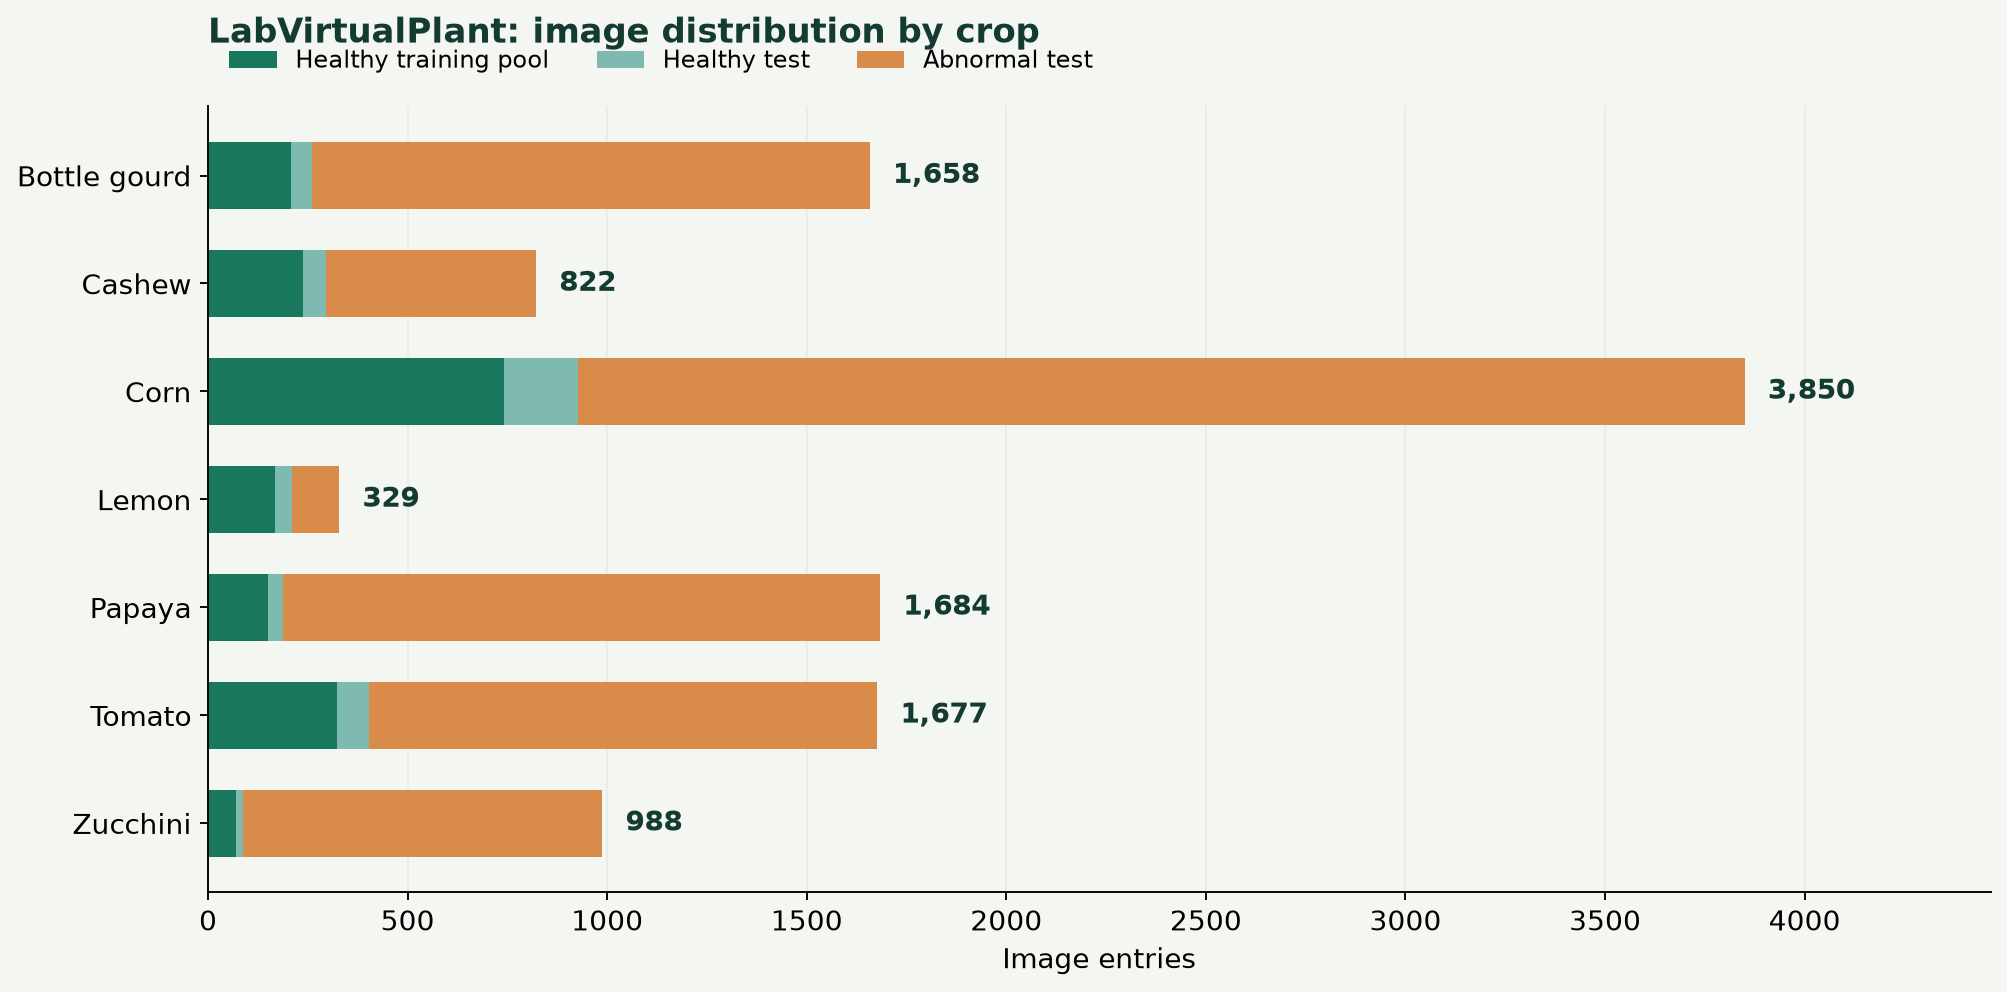 LabVirtualPlant: image distribution by crop
Healthy training pool Healthy test Abnormal test
Bottle gourd 1,658
Cashew 822
Corn 3,850
Lemon 329
Papaya 1,684
Tomato 1,677
Zucchini 988
0 500 1000 1500 2000 2500 3000 3500 4000
Image entries